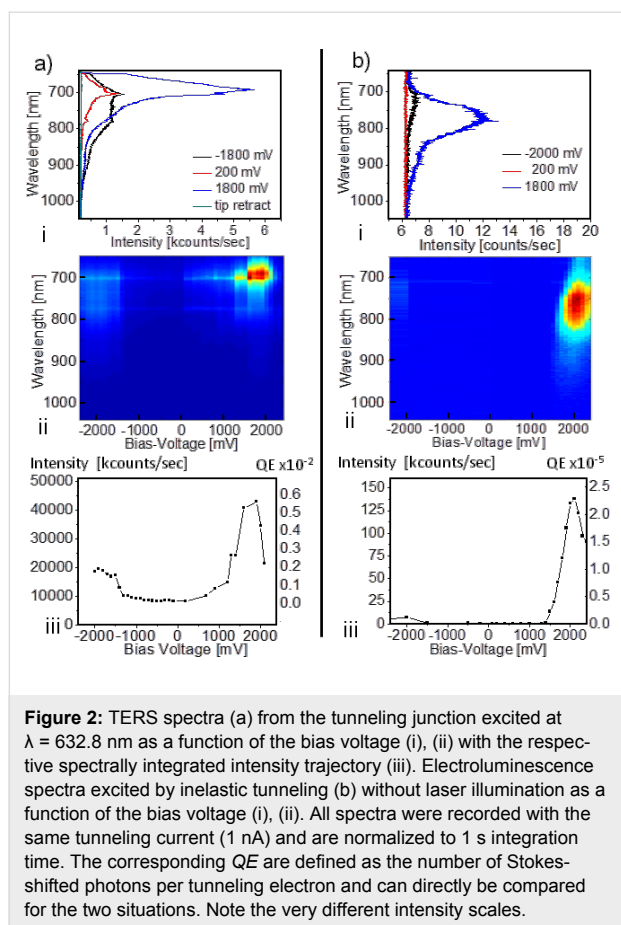 a)
Wavelength [nm]
700
800
900
1000
-1800 mV
200 mV
1800 mV
tip retract
1 2 3 4 5 6
i Intensity [kcounts/sec]
Wavelength [nm]
700
800
900
1000
ii
-2000 -1000 0 1000 2000
Bias-Voltage [mV]
Intensity [kcounts/sec] QE x10-2
50000
40000
30000
20000
10000
0
0.6
0.5
0.4
0.3
0.2
0.1
0.0
iii
-2000 -1000 0 1000 2000
Bias Voltage [mV]
b)
Wavelength [nm]
700
800
900
1000
-2000 mV
200 mV
1800 mV
6 8 10 12 14 16 18 20
i Intensity [counts/sec]
Wavelength [nm]
700
800
900
1000
ii
-2000 -1000 0 1000 2000
Bias-Voltage [mV]
Intensity [kcounts/sec] QE x10-5
150
125
100
75
50
25
0
2.5
2.0
1.5
1.0
0.5
0.0
iii
-2000 -1000 0 1000 2000
Bias-Voltage [mV]
Figure 2: TERS spectra (a) from the tunneling junction excited at
λ = 632.8 nm as a function of the bias voltage (i), (ii) with the respec-
tive spectrally integrated intensity trajectory (iii). Electroluminescence
spectra excited by inelastic tunneling (b) without laser illumination as a
function of the bias voltage (i), (ii). All spectra were recorded with the
same tunneling current (1 nA) and are normalized to 1 s integration
time. The corresponding QE are defined as the number of Stokes-
shifted photons per tunneling electron and can directly be compared
for the two situations. Note the very different intensity scales.